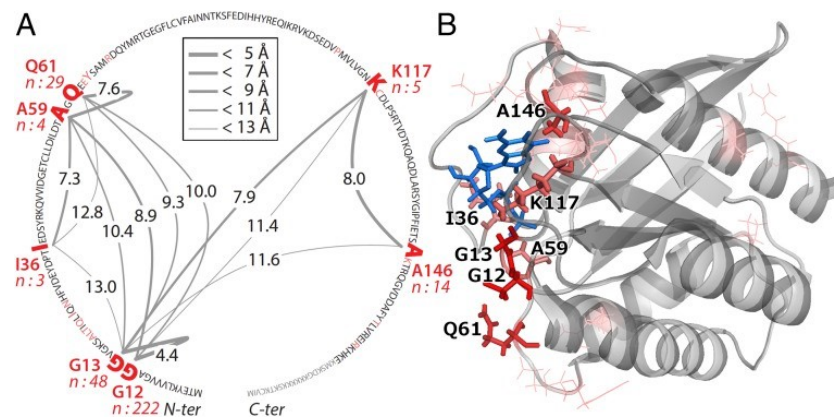 A
MTEYKLVVVGAGGVGKSALTIQLIQNHFVDEYDPTIEDSYRKQVVIDGETCLLDILDTAGQEEYSAMRDQYMRTGEGFLCVFAINNTKSFEDIHHYREQIKRVKDSEDVPMVLVGNKCDLPSRTVDTKQAQDLARSYGIPFIETSAKTRQGVDDAFYTLVREIRKHKEKMSKDGKKKKKKSKTKCVIM
< 5 Å
< 7 Å
< 9 Å
< 11 Å
< 13 Å
Q61
n:29
A59
n:4
K117
n:5
7.6
7.3
12.8
10.4
8.9
9.3
10.0
7.9
11.4
11.6
8.0
13.0
4.4
I36
n:3
A146
n:14
G13
n:48
G12
n:222
N-ter
C-ter
B
A146
K117
I36
G13
A59
G12
Q61